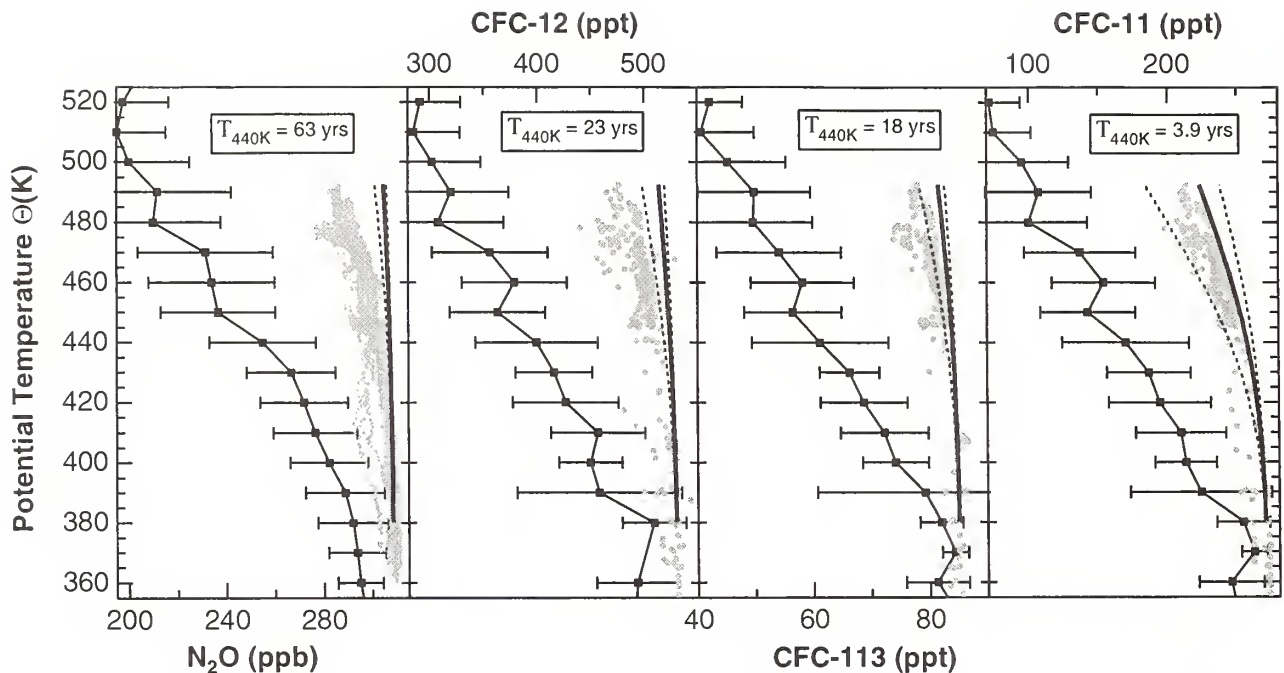 CFC-12 (ppt)
CFC-11 (ppt)
300 400 500
100 200
Potential Temperature Θ(K)
520
500
480
460
440
420
400
380
360
T440K = 63 yrs
T440K = 23 yrs
T440K = 18 yrs
T440K = 3.9 yrs
200 240 280
40 60 80
N2O (ppb)
CFC-113 (ppt)